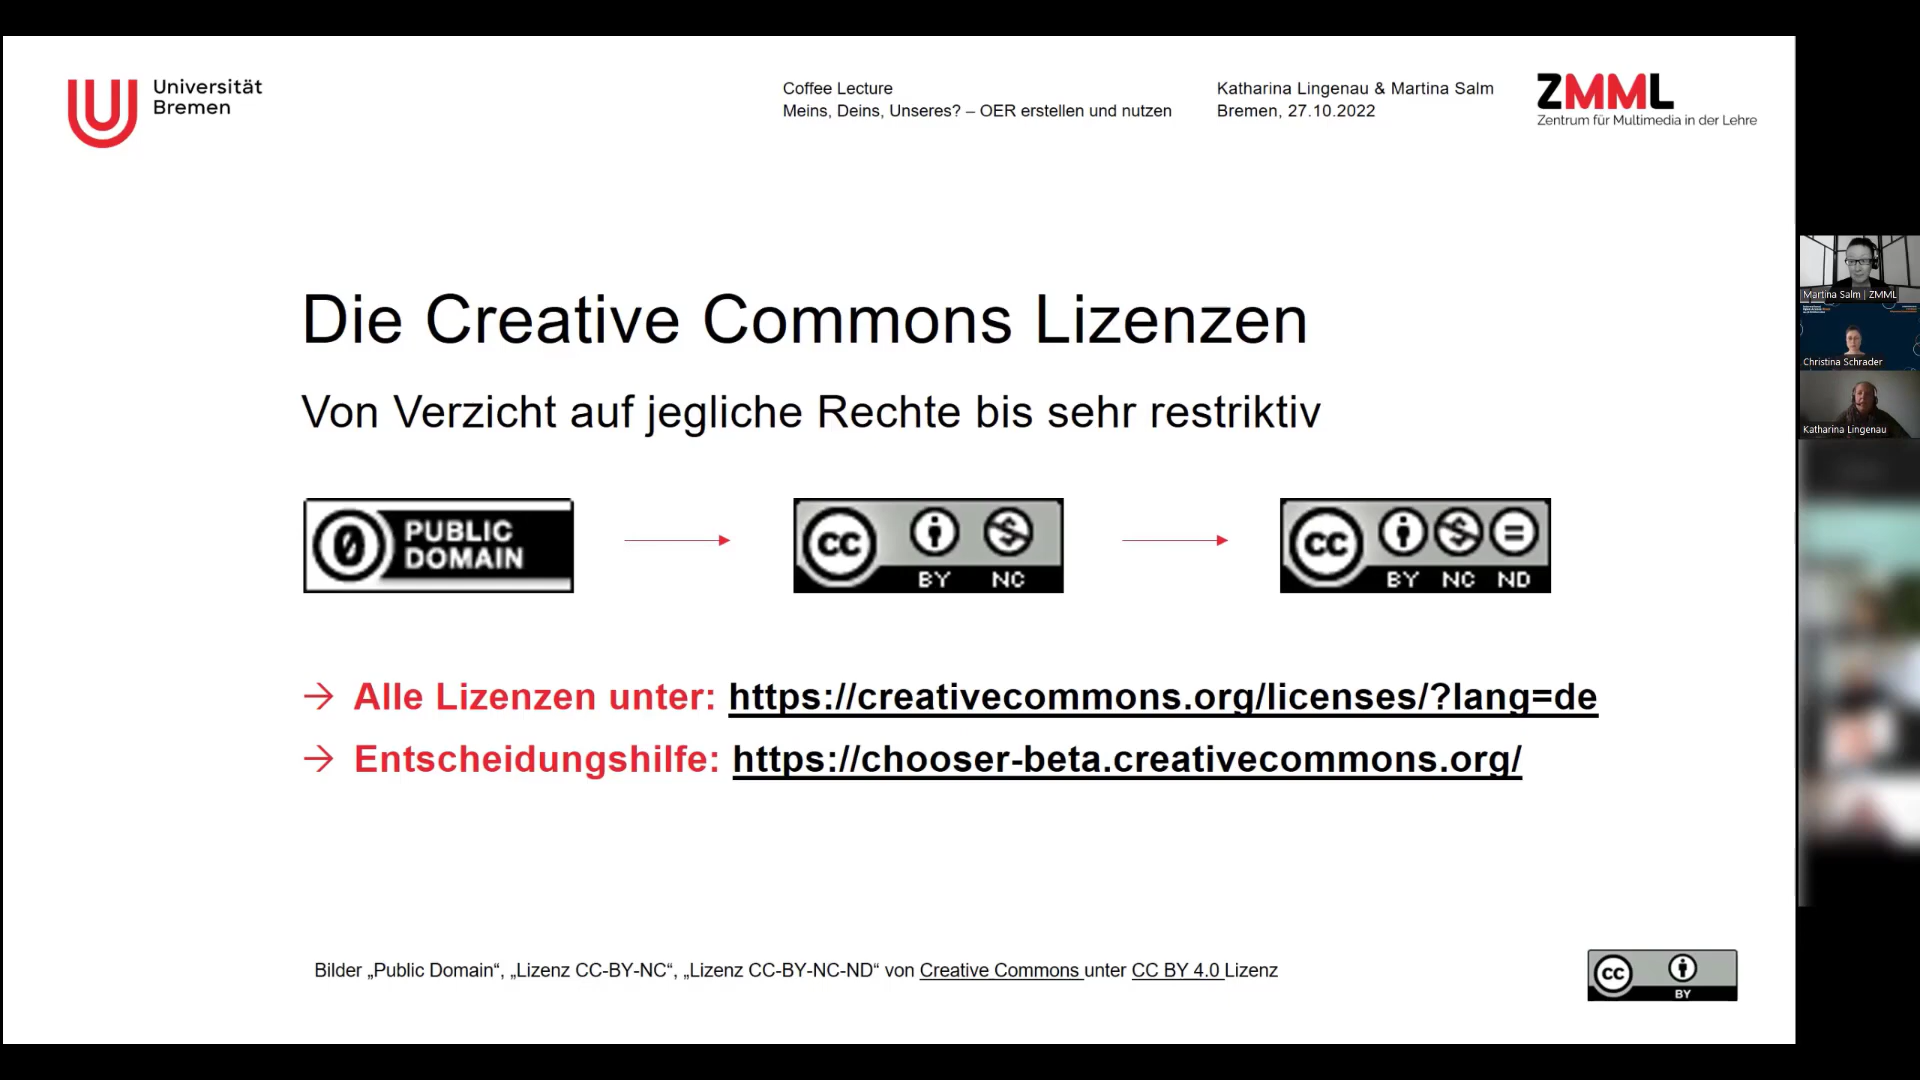 Universität
Bremen
Coffee Lecture
Meins, Deins, Unseres? – OER erstellen und nutzen
Katharina Lingenau & Martina Salm
Bremen, 27.10.2022
ZMML
Zentrum für Multimedia in der Lehre
Die Creative Commons Lizenzen
Von Verzicht auf jegliche Rechte bis sehr restriktiv
0 PUBLIC
DOMAIN
CC
BY NC
CC
BY NC ND
→ Alle Lizenzen unter: https://creativecommons.org/licenses/?lang=de
→ Entscheidungshilfe: https://chooser-beta.creativecommons.org/
Bilder „Public Domain“, „Lizenz CC-BY-NC“, „Lizenz CC-BY-NC-ND“ von Creative Commons unter CC BY 4.0 Lizenz
CC
BY
Martina Salm | ZMML
Christina Schrader
Katharina Lingenau